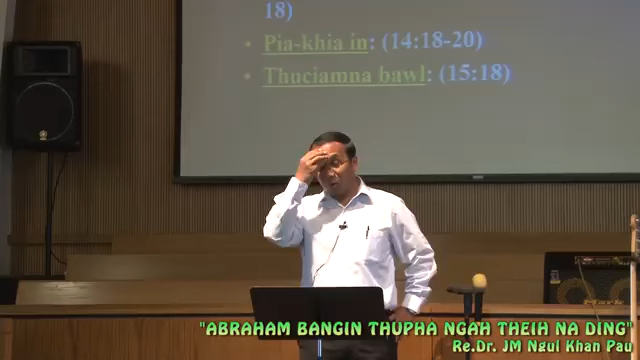 18)
• Pia-khia in: (14:18-20)
• Thuciamna bawl: (15:18)
"ABRAHAM BANGIN THUPHA NGAH THEIH NA DING"
Re.Dr. JM Ngul Khan Pau